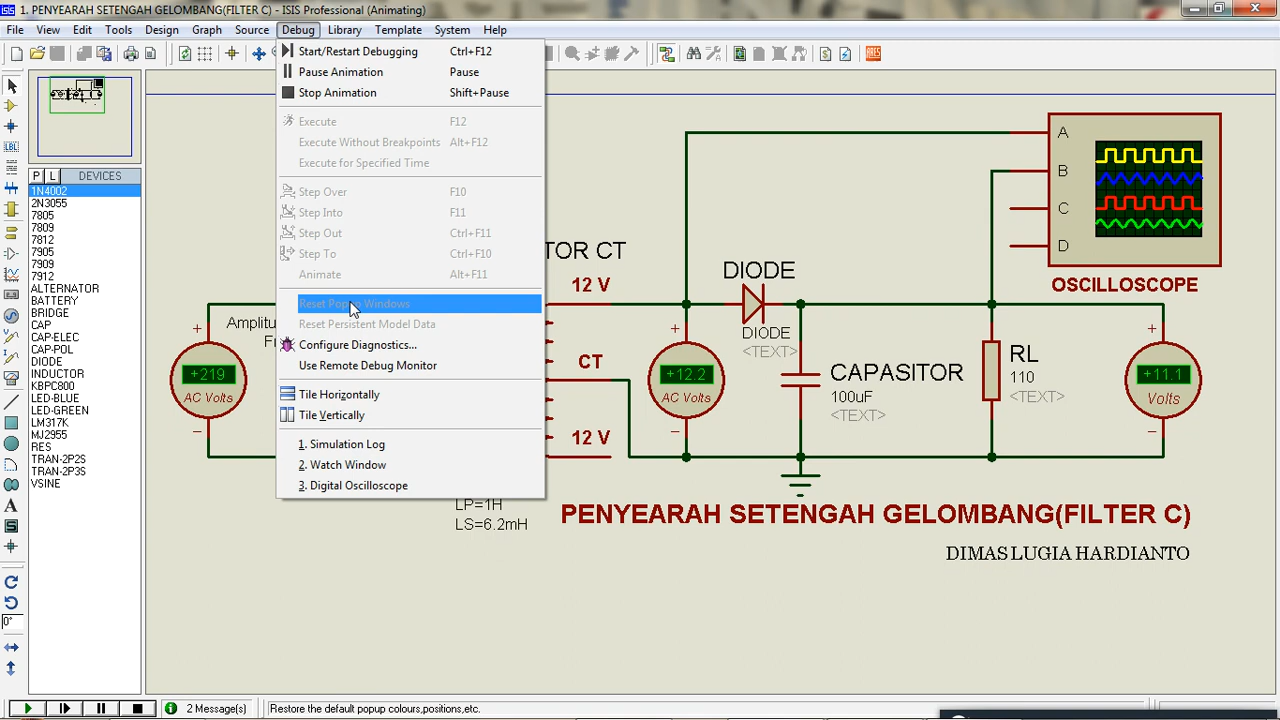 1. PENYEARAH SETENGAH GELOMBANG(FILTER C) - ISIS Professional (Animating)
File View Edit Tools Design Graph Source Debug Library Template System Help
Start/Restart Debugging Ctrl+F12
Pause Animation Pause
Stop Animation Shift+Pause
Execute F12
Execute Without Breakpoints Alt+F12
Execute for Specified Time
Step Over F10
Step Into F11
Step Out Ctrl+F11
Step To Ctrl+F10
Animate Alt+F11
Reset Popup Windows
Reset Persistent Model Data
Configure Diagnostics...
Use Remote Debug Monitor
Tile Horizontally
Tile Vertically
1. Simulation Log
2. Watch Window
3. Digital Oscilloscope
LBL
ARES
P L DEVICES
1N4002
2N3055
7805
7809
7812
7905
7909
7912
ALTERNATOR
BATTERY
BRIDGE
CAP
CAP-ELEC
CAP-POL
DIODE
INDUCTOR
KBPC800
LED-BLUE
LED-GREEN
LM317K
MJ2955
RES
TRAN-2P2S
TRAN-2P3S
VSINE
A
S
0°
+
+219
AC Volts
−
TOR CT
12 V
CT
12 V
LP=1H
LS=6.2mH
+
+12.2
AC Volts
−
DIODE
DIODE
<TEXT>
CAPASITOR
100uF
<TEXT>
RL
110
<TEXT>
+
+11.1
Volts
−
A
B
C
D
OSCILLOSCOPE
PENYEARAH SETENGAH GELOMBANG(FILTER C)
DIMAS LUGIA HARDIANTO
2 Message(s) Restore the default popup colours,positions,etc.